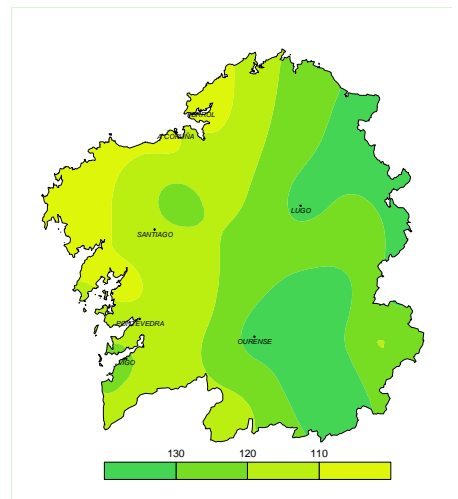 FERROL
A CORUÑA
LUGO
SANTIAGO
PONTEVEDRA
OURENSE
VIGO
130 120 110